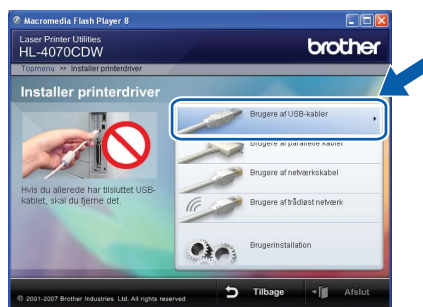 Macromedia Flash Player 8
Laser Printer Utilities
HL-4070CDW
brother
Topmenu >> Installer printerdriver
Installer printerdriver
Brugere af USB-kabler
Brugere af parallelle kabler
Brugere af netværkskabel
Hvis du allerede har tilsluttet USB-
kablet, skal du fjerne det.
Brugere af trådløst netværk
Brugerinstallation
© 2001-2007 Brother Industries Ltd. All rights reserved
Tilbage
Afslut